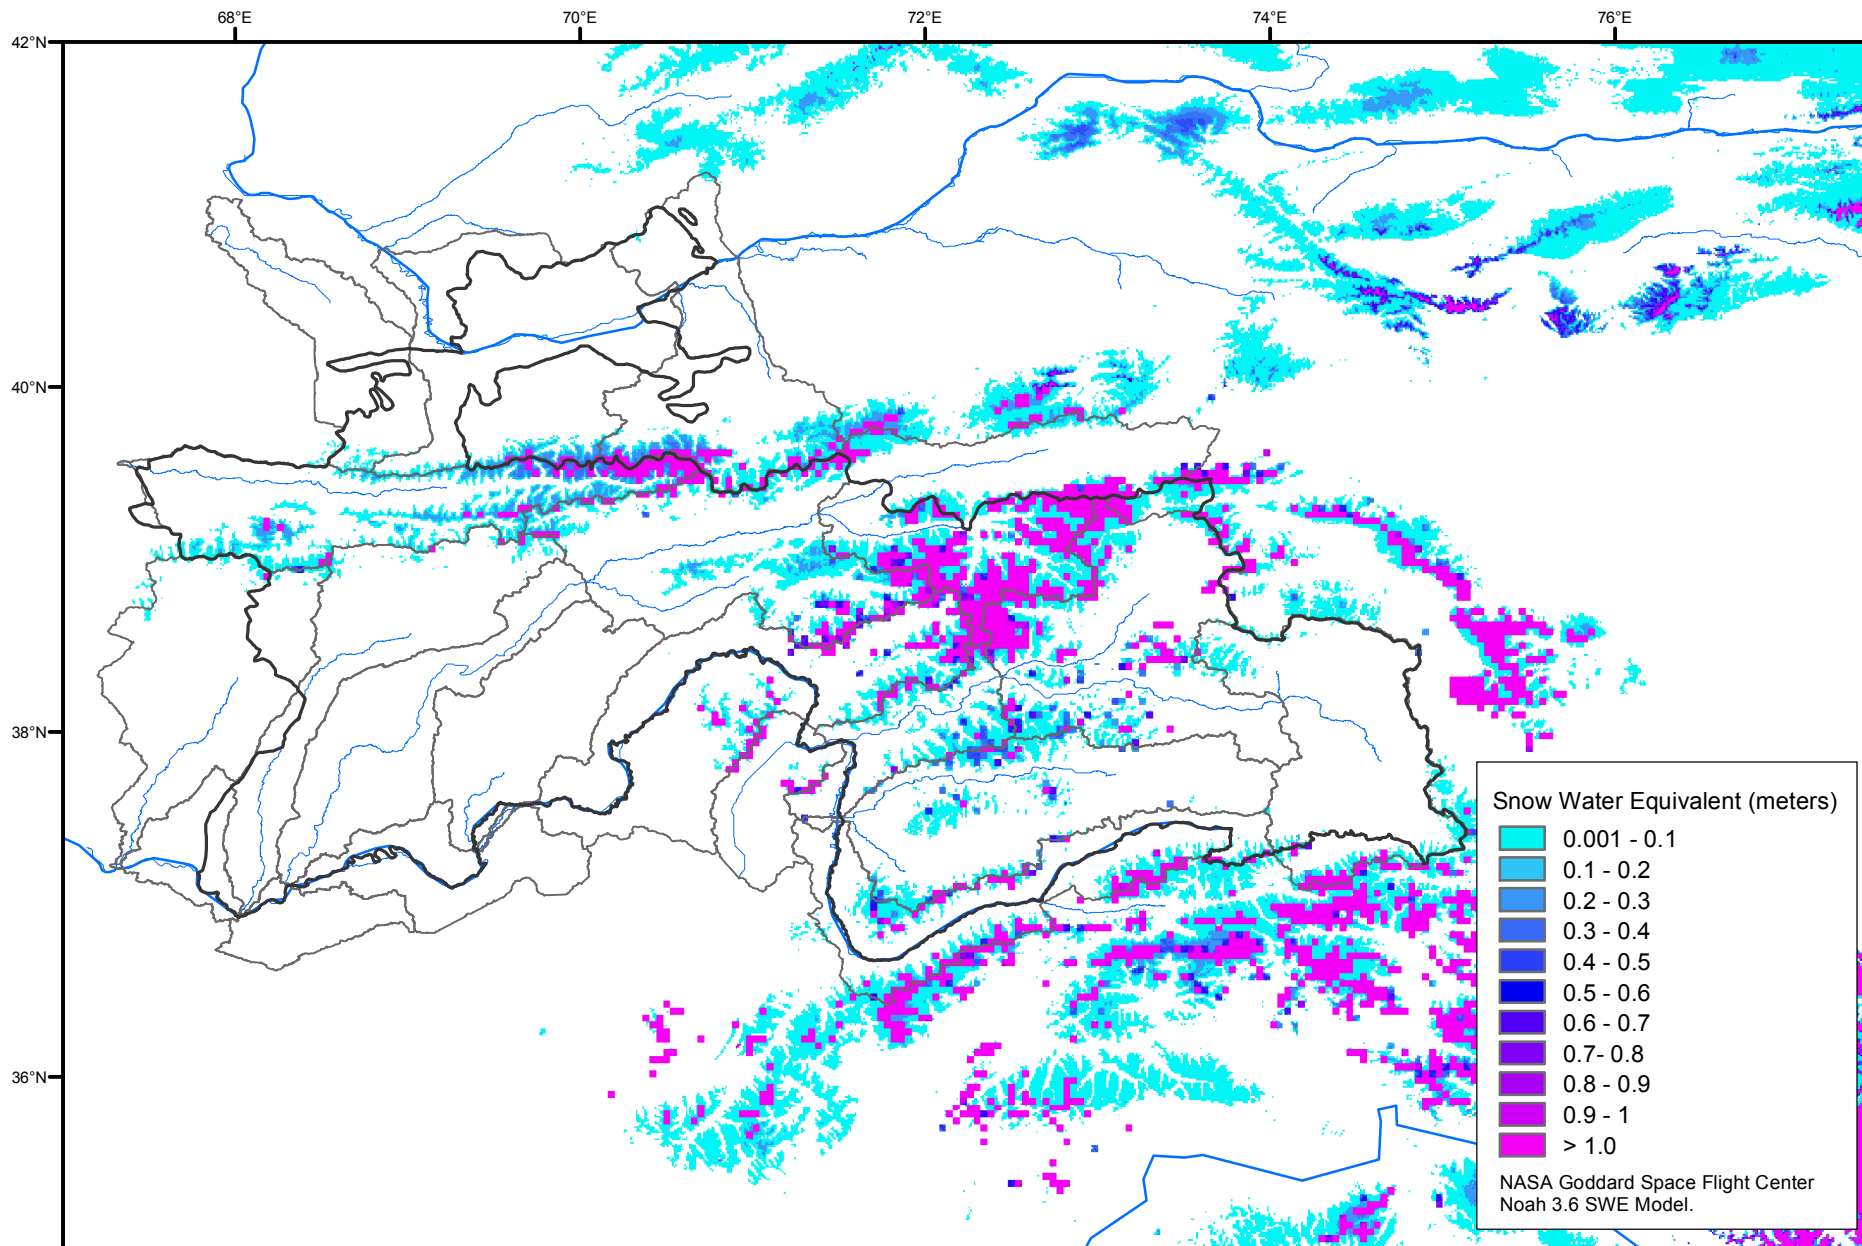 68°E
70°E
72°E
74°E
76°E
42°N
40°N
38°N
36°N
Snow Water Equivalent (meters)
0.001 - 0.1
0.1 - 0.2
0.2 - 0.3
0.3 - 0.4
0.4 - 0.5
0.5 - 0.6
0.6 - 0.7
0.7- 0.8
0.8 - 0.9
0.9 - 1
> 1.0
NASA Goddard Space Flight Center
Noah 3.6 SWE Model.